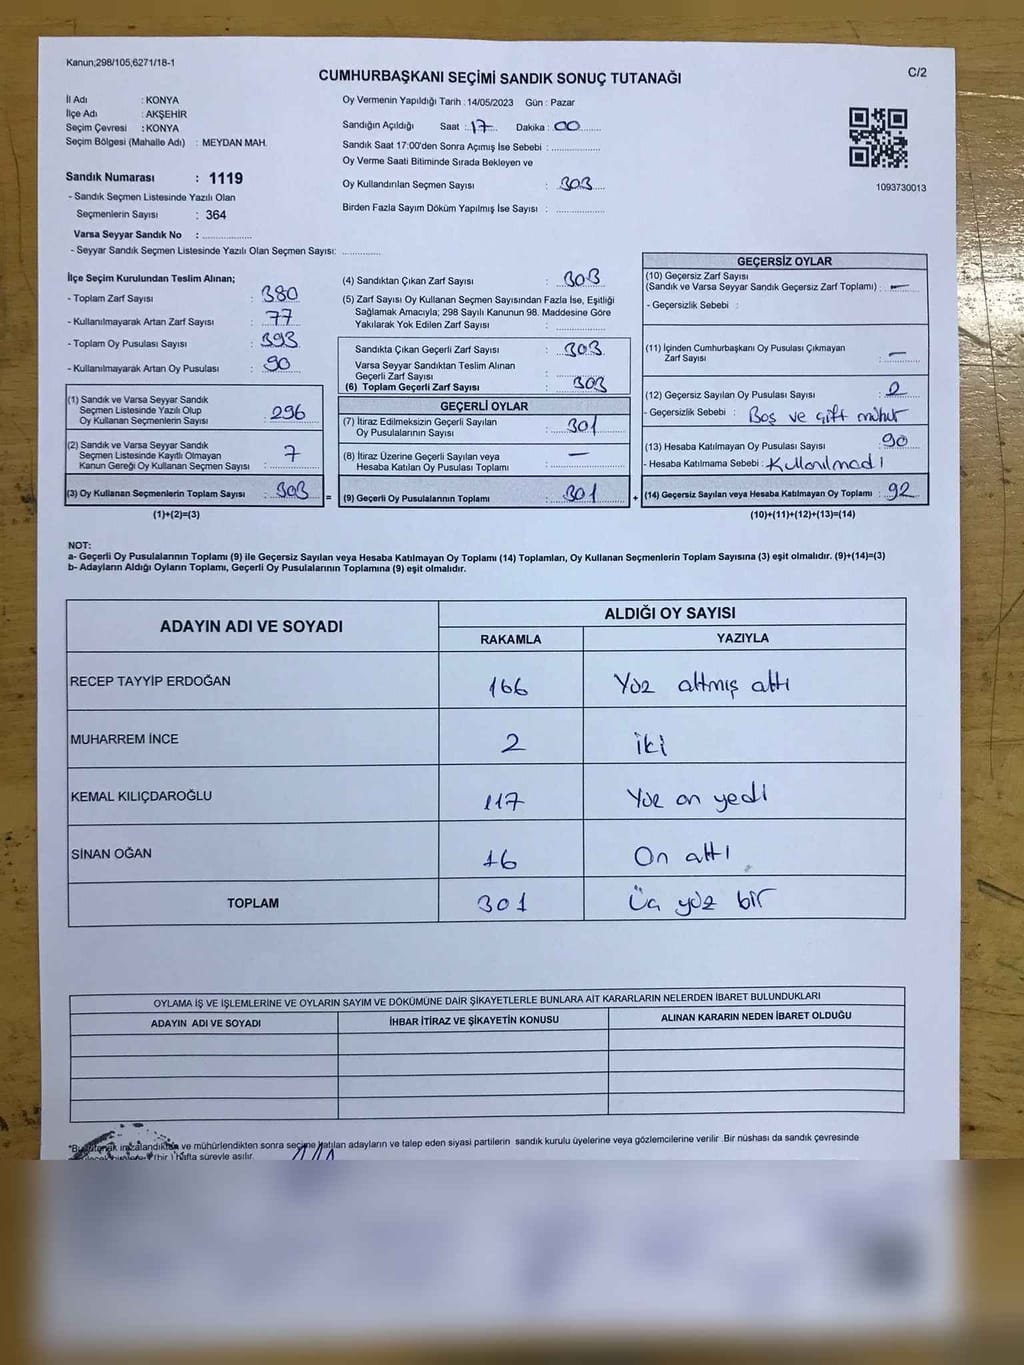 Kanun;298/105,6271/18-1
CUMHURBAŞKANI SEÇİMİ SANDIK SONUÇ TUTANAĞI
C/2
İl Adı : KONYA
İlçe Adı : AKŞEHİR
Seçim Çevresi : KONYA
Seçim Bölgesi (Mahalle Adı) : MEYDAN MAH.
Sandık Numarası : 1119
- Sandık Seçmen Listesinde Yazılı Olan
Seçmenlerin Sayısı : 364
Varsa Seyyar Sandık No : ..............
- Seyyar Sandık Seçmen Listesinde Yazılı Olan Seçmen Sayısı: ............
Oy Vermenin Yapıldığı Tarih : 14/05/2023 Gün : Pazar
Sandığın Açıldığı Saat : 17 Dakika : 00
Sandık Saat 17:00'den Sonra Açımış İse Sebebi : ..............
Oy Verme Saati Bitiminde Sırada Bekleyen ve
Oy Kullandırılan Seçmen Sayısı : 303
Birden Fazla Sayım Döküm Yapılmış İse Sayısı : ..............
1093730013
İlçe Seçim Kurulundan Teslim Alınan;
- Toplam Zarf Sayısı : 380
- Kullanılmayarak Artan Zarf Sayısı : 77
- Toplam Oy Pusulası Sayısı : 393
- Kullanılmayarak Artan Oy Pusulası : 90
(1) Sandık ve Varsa Seyyar Sandık
Seçmen Listesinde Yazılı Olup
Oy Kullanan Seçmenlerin Sayısı : 296
(2) Sandık ve Varsa Seyyar Sandık
Seçmen Listesinde Kayıtlı Olmayan
Kanun Gereği Oy Kullanan Seçmen Sayısı : 7
(3) Oy Kullanan Seçmenlerin Toplam Sayısı : 303
(1)+(2)=(3)
(4) Sandıktan Çıkan Zarf Sayısı : 303
(5) Zarf Sayısı Oy Kullanan Seçmen Sayısından Fazla İse, Eşitliği
Sağlamak Amacıyla; 298 Sayılı Kanunun 98. Maddesine Göre
Yakılarak Yok Edilen Zarf Sayısı : ..............
Sandıkta Çıkan Geçerli Zarf Sayısı : 303
Varsa Seyyar Sandıktan Teslim Alınan
Geçerli Zarf Sayısı : ..............
(6) Toplam Geçerli Zarf Sayısı : 303
GEÇERLİ OYLAR
(7) İtiraz Edilmeksizin Geçerli Sayılan
Oy Pusulalarının Sayısı : 301
(8) İtiraz Üzerine Geçerli Sayılan veya
Hesaba Katılan Oy Pusulası Toplamı : –
= (9) Geçerli Oy Pusulalarının Toplamı : 301
GEÇERSİZ OYLAR
(10) Geçersiz Zarf Sayısı
(Sandık ve Varsa Seyyar Sandık Geçersiz Zarf Toplamı) : –
- Geçersizlik Sebebi :
(11) İçinden Cumhurbaşkanı Oy Pusulası Çıkmayan
Zarf Sayısı : –
(12) Geçersiz Sayılan Oy Pusulası Sayısı : 2
- Geçersizlik Sebebi : Boş ve çift mühür
(13) Hesaba Katılmayan Oy Pusulası Sayısı : 90
- Hesaba Katılmama Sebebi : Kullanılmadı
+ (14) Geçersiz Sayılan veya Hesaba Katılmayan Oy Toplamı : 92
(10)+(11)+(12)+(13)=(14)
NOT:
a- Geçerli Oy Pusulalarının Toplamı (9) ile Geçersiz Sayılan veya Hesaba Katılmayan Oy Toplamı (14) Toplamları, Oy Kullanan Seçmenlerin Toplam Sayısına (3) eşit olmalıdır. (9)+(14)=(3)
b- Adayların Aldığı Oyların Toplamı, Geçerli Oy Pusulalarının Toplamına (9) eşit olmalıdır.
ADAYIN ADI VE SOYADI
ALDIĞI OY SAYISI
RAKAMLA YAZIYLA
RECEP TAYYİP ERDOĞAN 166 Yüz altmış altı
MUHARREM İNCE 2 iki
KEMAL KILIÇDAROĞLU 117 Yüz on yedi
SİNAN OĞAN 16 On altı
TOPLAM 301 Üç yüz bir
OYLAMA İŞ VE İŞLEMLERİNE VE OYLARIN SAYIM VE DÖKÜMÜNE DAİR ŞİKAYETLERLE BUNLARA AİT KARARLARIN NELERDEN İBARET BULUNDUKLARI
ADAYIN ADI VE SOYADI İHBAR İTİRAZ VE ŞİKAYETİN KONUSU ALINAN KARARIN NEDEN İBARET OLDUĞU
*Bu tutanak imzalandıktan ve mühürlendikten sonra seçime katılan adayların ve talep eden siyasi partilerin sandık kurulu üyelerine veya gözlemcilerine verilir .Bir nüshası da sandık çevresinde
(bir ) hafta süreyle asılır.